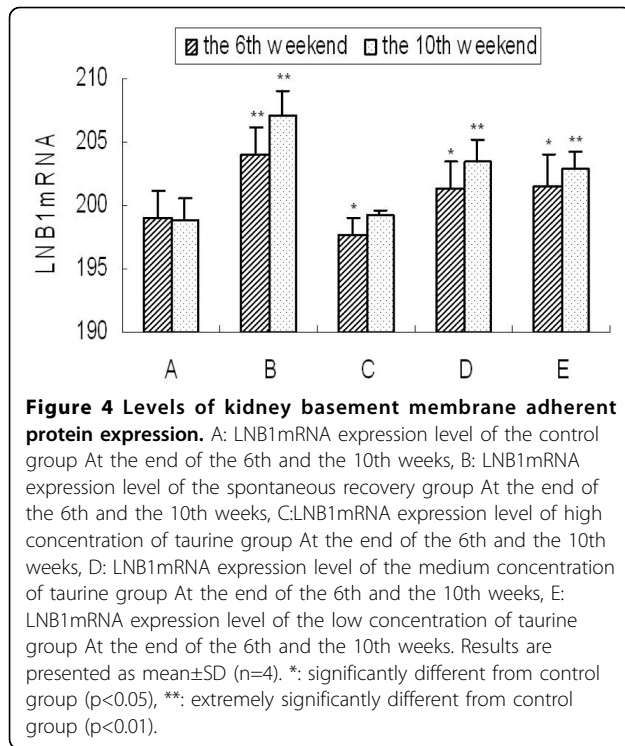 the 6th weekend the 10th weekend
210
205
200
195
190
LNB1mRNA
** **
*
* **
* **
A B C D E
Figure 4 Levels of kidney basement membrane adherent
protein expression. A: LNB1mRNA expression level of the control
group At the end of the 6th and the 10th weeks, B: LNB1mRNA
expression level of the spontaneous recovery group At the end of
the 6th and the 10th weeks, C:LNB1mRNA expression level of high
concentration of taurine group At the end of the 6th and the 10th
weeks, D: LNB1mRNA expression level of the medium concentration
of taurine group At the end of the 6th and the 10th weeks, E:
LNB1mRNA expression level of the low concentration of taurine
group At the end of the 6th and the 10th weeks. Results are
presented as mean±SD (n=4). *: significantly different from control
group (p<0.05), **: extremely significantly different from control
group (p<0.01).